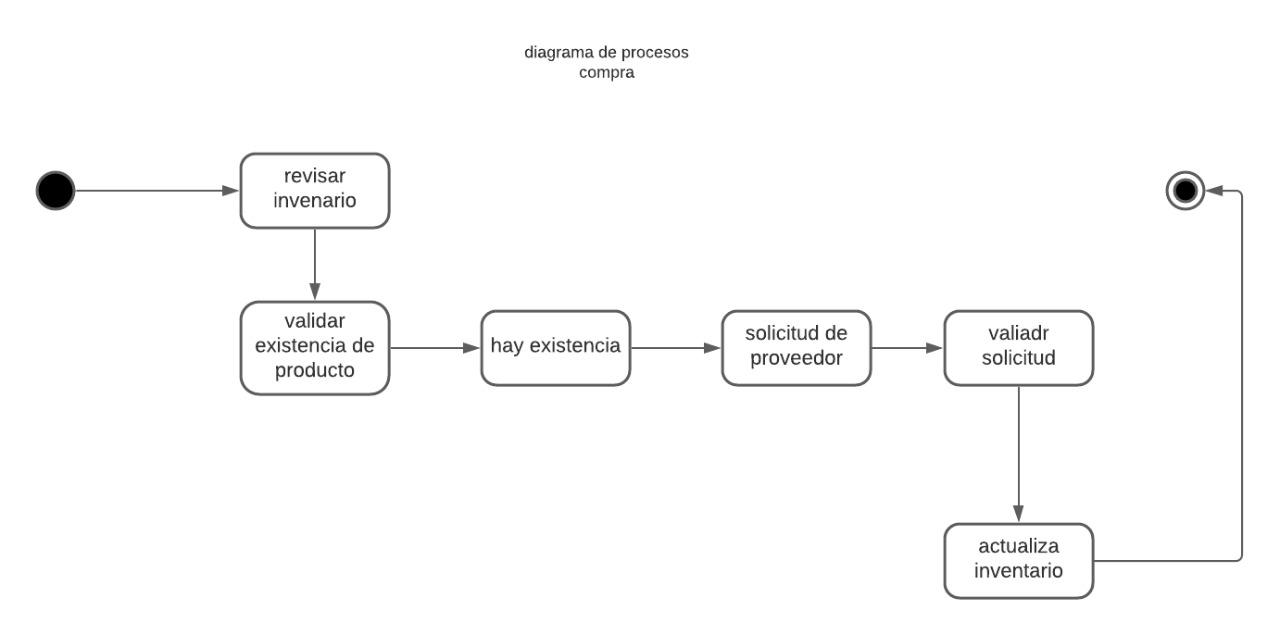 diagrama de procesos
compra
revisar
invenario
validar
existencia de
producto
hay existencia
solicitud de
proveedor
valiadr
solicitud
actualiza
inventario